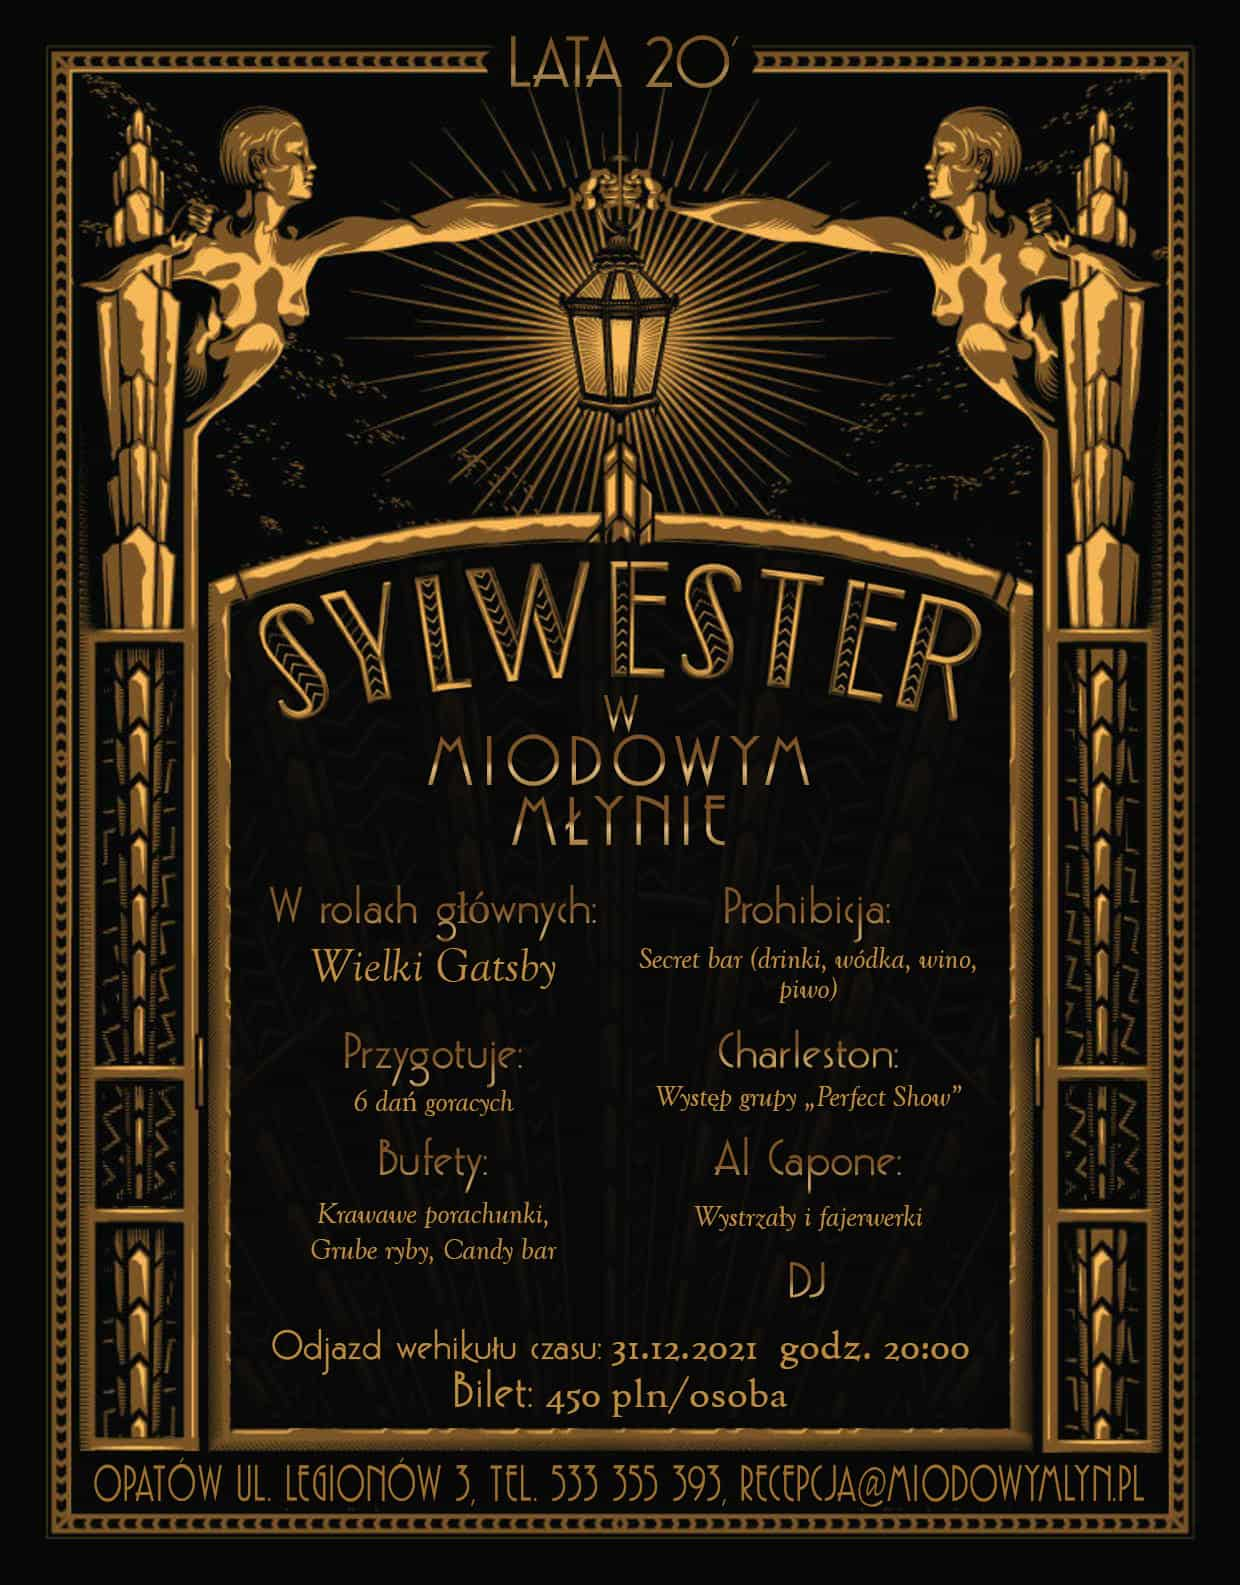 LATA 20'
SYLWESTER
W
MIODOWYM
MŁYNIE
W rolach głównych:
Wielki Gatsby
Przygotuje:
6 dań goracych
Bufety:
Krawawe porachunki,
Grube ryby, Candy bar
Prohibicja:
Secret bar (drinki, wódka, wino,
piwo)
Charleston:
Występ grupy „Perfect Show”
Al Capone:
Wystrzały i fajerwerki
DJ
Odjazd wehikułu czasu: 31.12.2021 godz. 20:00
Bilet: 450 pln/osoba
OPATÓW UL. LEGIONÓW 3, TEL. 533 355 393, RECEPCJA@MIODOWYMLYN.PL